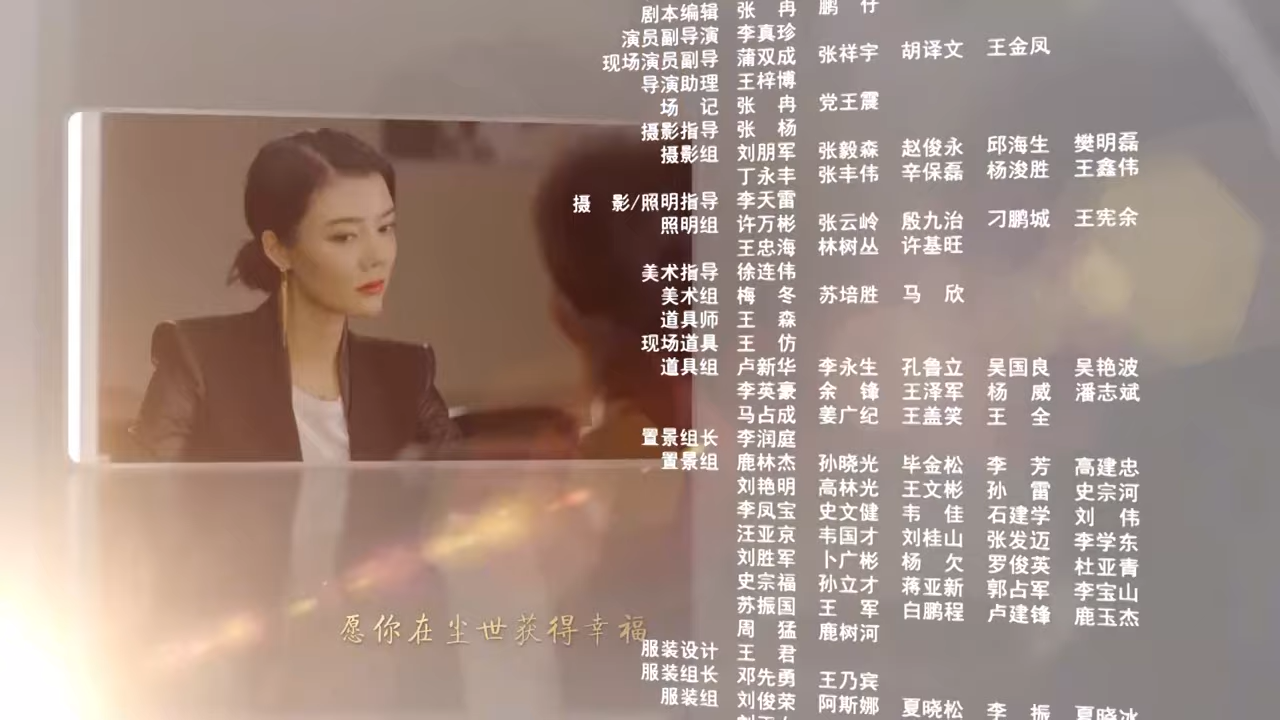 剧本编辑 张 冉 鹏 仔
演员副导演 李真珍
现场演员副导 蒲双成 张祥宇 胡译文 王金凤
导演助理 王梓博
场 记 张 冉 党王震
摄影指导 张 杨
摄影组 刘朋军 张毅森 赵俊永 邱海生 樊明磊
丁永丰 张丰伟 辛保磊 杨浚胜 王鑫伟
摄 影/照明指导 李天雷
照明组 许万彬 张云岭 殷九治 刁鹏城 王宪余
王忠海 林树丛 许基旺
美术指导 徐连伟
美术组 梅 冬 苏培胜 马 欣
道具师 王 森
现场道具 王 仿
道具组 卢新华 李永生 孔鲁立 吴国良 吴艳波
李英豪 余 锋 王泽军 杨 威 潘志斌
马占成 姜广纪 王盖笑 王 全
置景组长 李润庭
置景组 鹿林杰 孙晓光 毕金松 李 芳 高建忠
刘艳明 高林光 王文彬 孙 雷 史宗河
李凤宝 史文健 韦 佳 石建学 刘 伟
汪亚京 韦国才 刘桂山 张发迈 李学东
刘胜军 卜广彬 杨 欠 罗俊英 杜亚青
史宗福 孙立才 蒋亚新 郭占军 李宝山
苏振国 王 军 白鹏程 卢建锋 鹿玉杰
周 猛 鹿树河
愿你在尘世获得幸福
服装设计 王 君
服装组长 邓先勇 王乃宾
服装组 刘俊荣 阿斯娜 夏晓松 李 振 夏晓冰